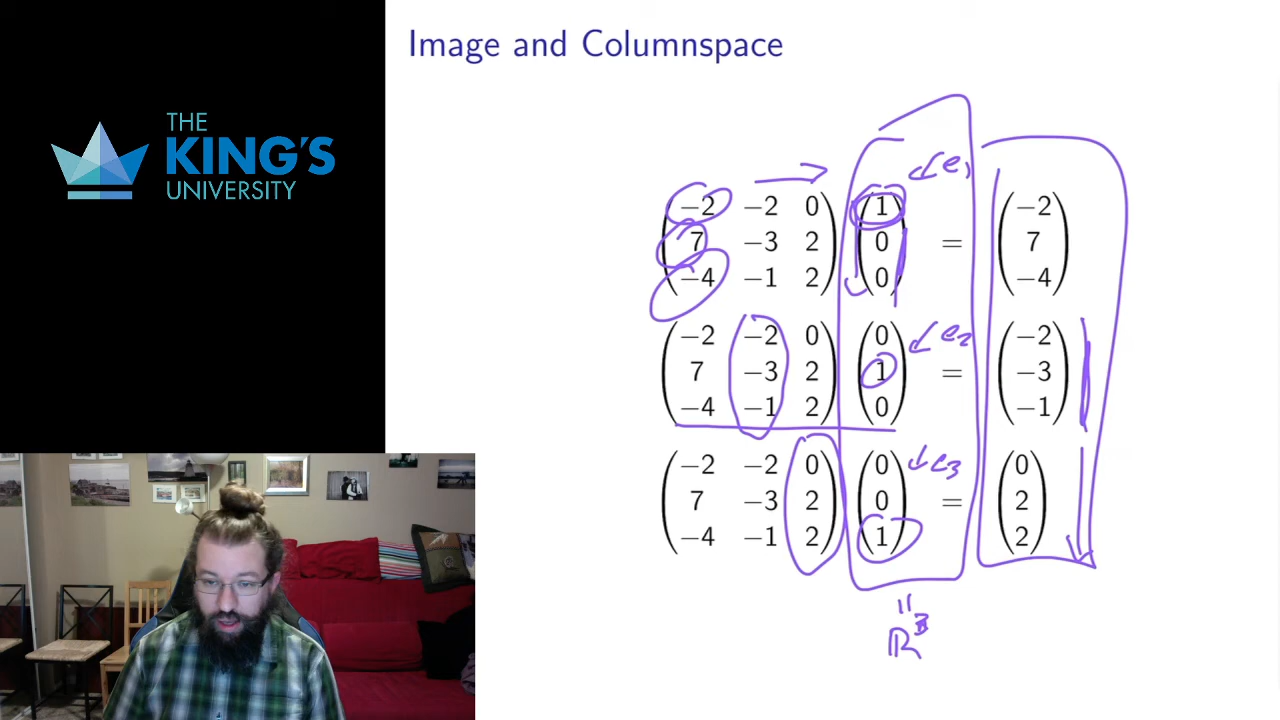 THE
KING'S
UNIVERSITY
Image and Columnspace
e₁
(−2 −2 0) (1) (−2)
(7 −3 2) (0) = (7)
(−4 −1 2) (0) (−4)
e₂
(−2 −2 0) (0) (−2)
(7 −3 2) (1) = (−3)
(−4 −1 2) (0) (−1)
e₃
(−2 −2 0) (0) (0)
(7 −3 2) (0) = (2)
(−4 −1 2) (1) (2)
=
ℝ³